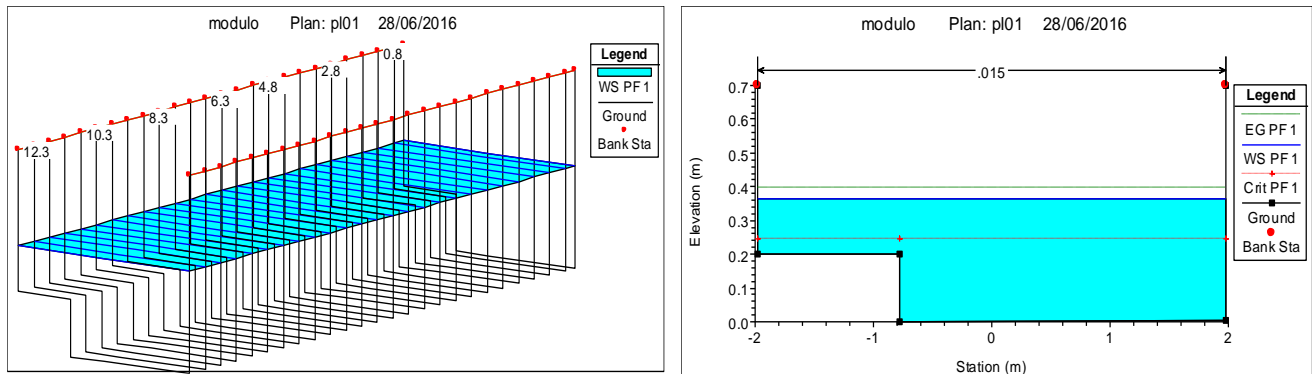 modulo Plan: pl01 28/06/2016
12.3
10.3
8.3
6.3
4.8
2.8
0.8
Legend
WS PF 1
Ground
Bank Sta
modulo Plan: pl01 28/06/2016
.015
Elevation (m)
0.7
0.6
0.5
0.4
0.3
0.2
0.1
0.0
-2
-1
0
1
2
Station (m)
Legend
EG PF 1
WS PF 1
Crit PF 1
Ground
Bank Sta